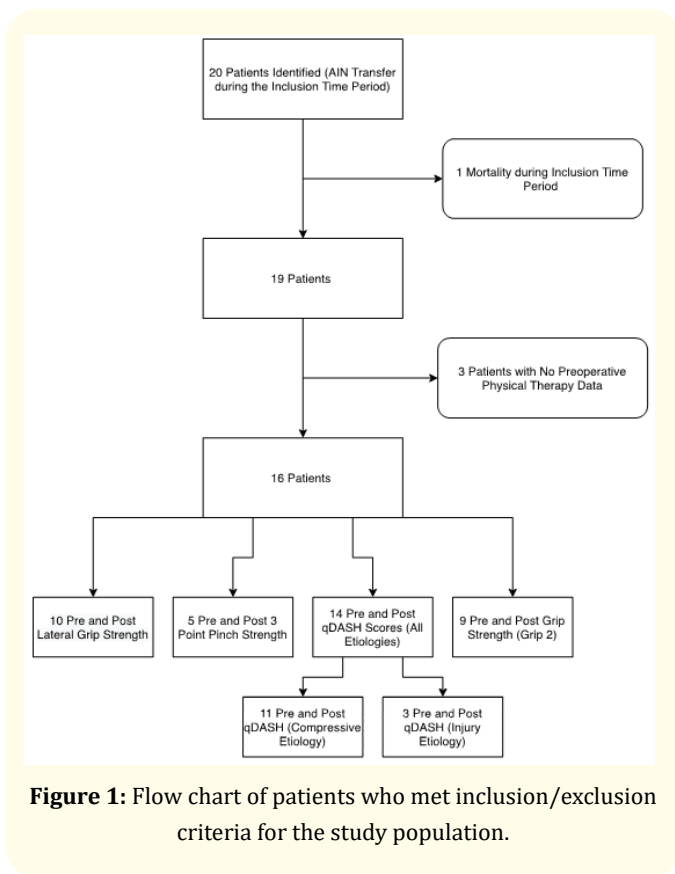 20 Patients Identified (AIN Transfer
during the Inclusion Time Period)
1 Mortality during Inclusion Time
Period
19 Patients
3 Patients with No Preoperative
Physical Therapy Data
16 Patients
10 Pre and Post
Lateral Grip Strength
5 Pre and Post 3
Point Pinch Strength
14 Pre and Post
qDASH Scores (All
Etiologies)
9 Pre and Post Grip
Strength (Grip 2)
11 Pre and Post
qDASH (Compressive
Etiology)
3 Pre and Post
qDASH (Injury
Etiology)
Figure 1: Flow chart of patients who met inclusion/exclusion
criteria for the study population.